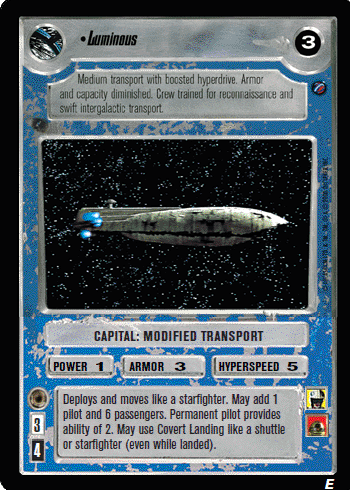 • Luminous
3
Medium transport with boosted hyperdrive. Armor
and capacity diminished. Crew trained for reconnaissance and
swift intergalactic transport.
CAPITAL: MODIFIED TRANSPORT
POWER 1 ARMOR 3 HYPERSPEED 5
Deploys and moves like a starfighter. May add 1
pilot and 6 passengers. Permanent pilot provides
ability of 2. May use Covert Landing like a shuttle
or starfighter (even while landed).
3
4
E